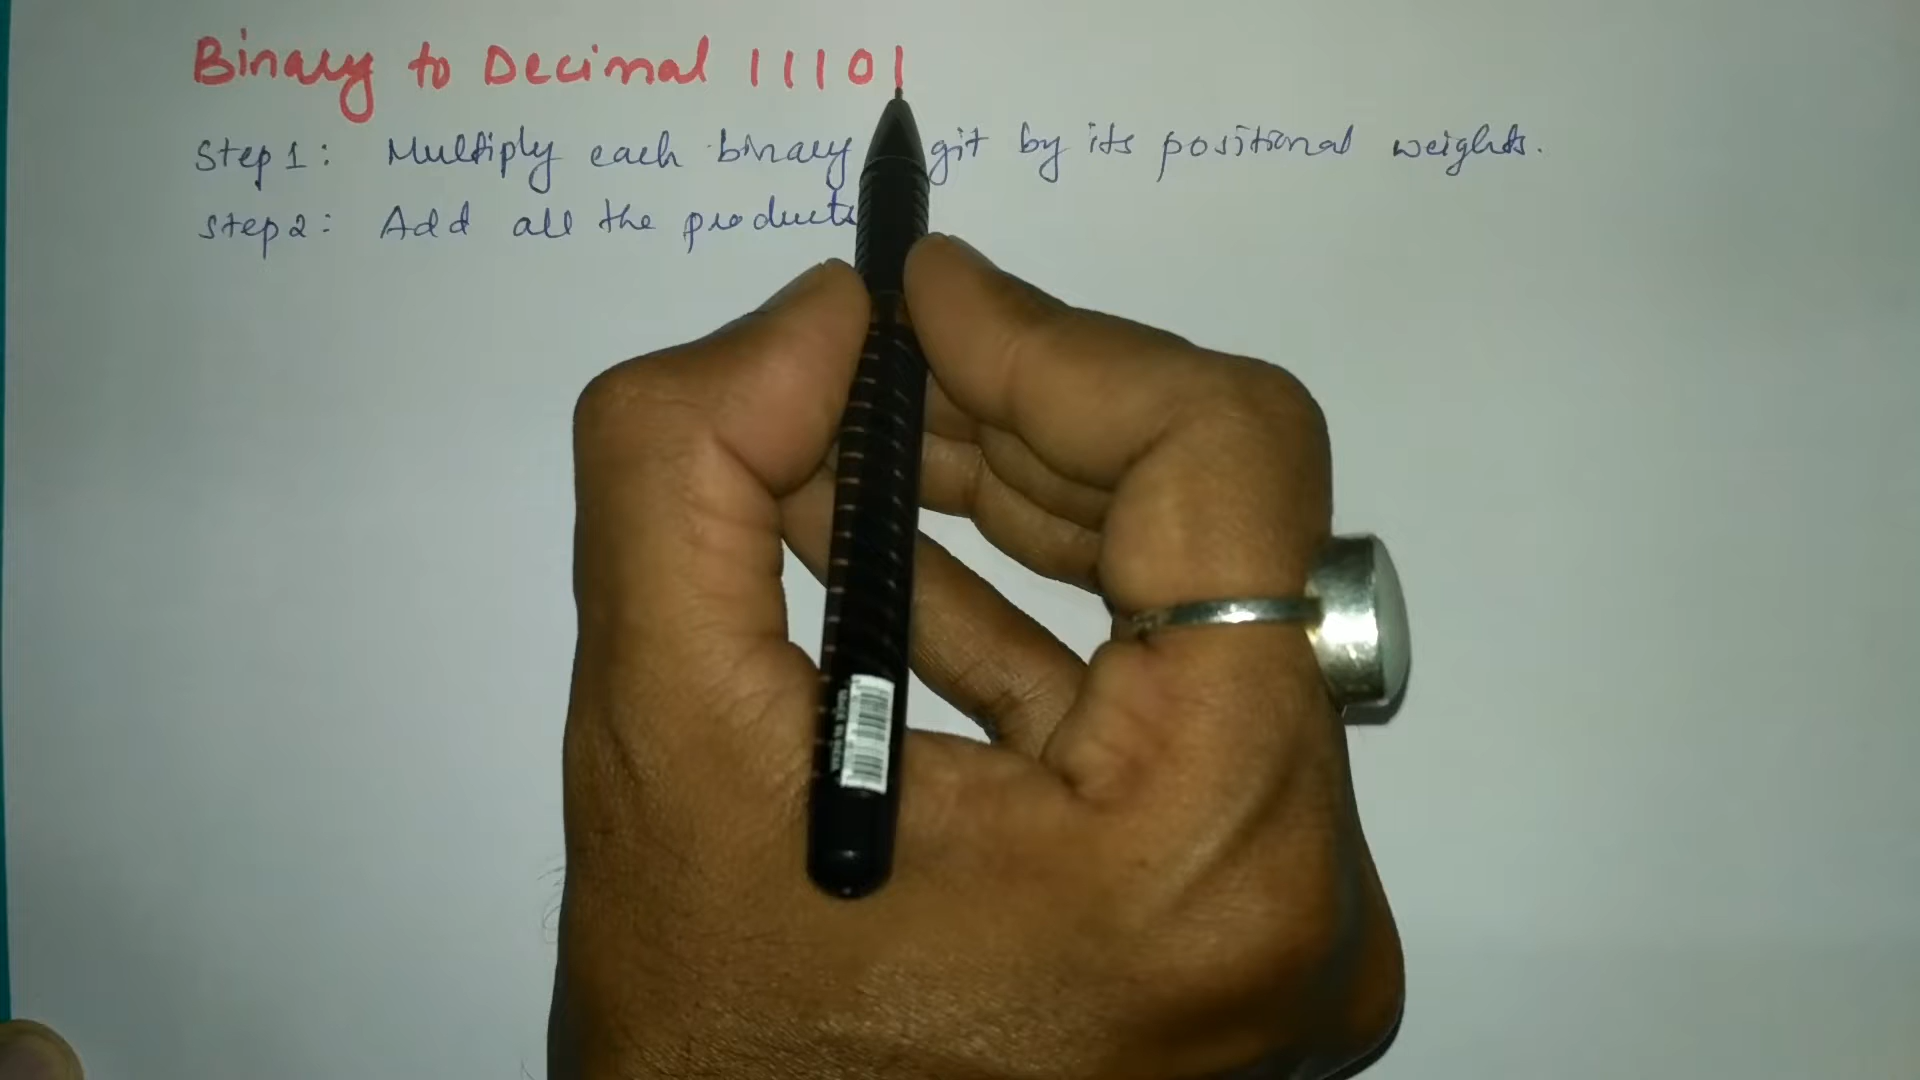 Binary to Decimal 11101
Step 1: Multiply each binary git by its positional weights.
Step 2: Add all the products